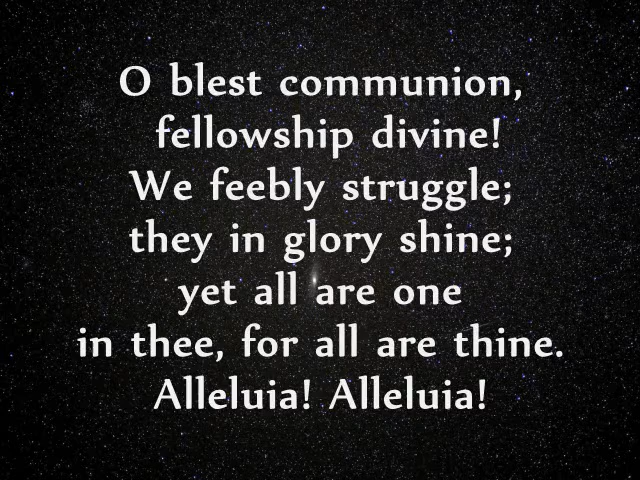 O blest communion,
fellowship divine!
We feebly struggle;
they in glory shine;
yet all are one
in thee, for all are thine.
Alleluia! Alleluia!